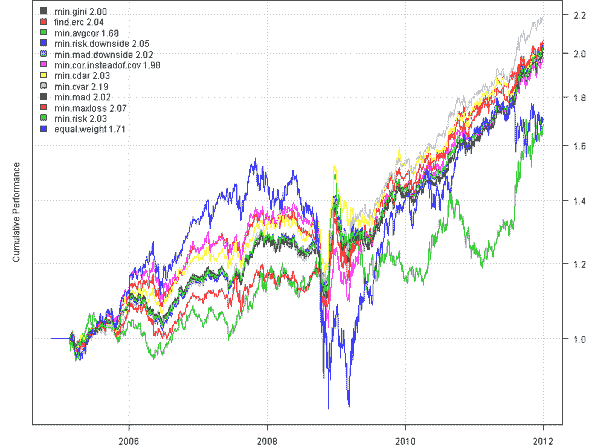 min.gini 2.00
find.erc 2.04
min.avgcor 1.68
min.risk.downside 2.05
min.mad.downside 2.02
min.cor.insteadof.cov 1.98
min.cdar 2.03
min.cvar 2.19
min.mad 2.02
min.maxloss 2.07
min.risk 2.03
equal.weight 1.71
Cumulative Performance
2.2
2.0
1.8
1.6
1.4
1.2
1.0
2006
2008
2010
2012